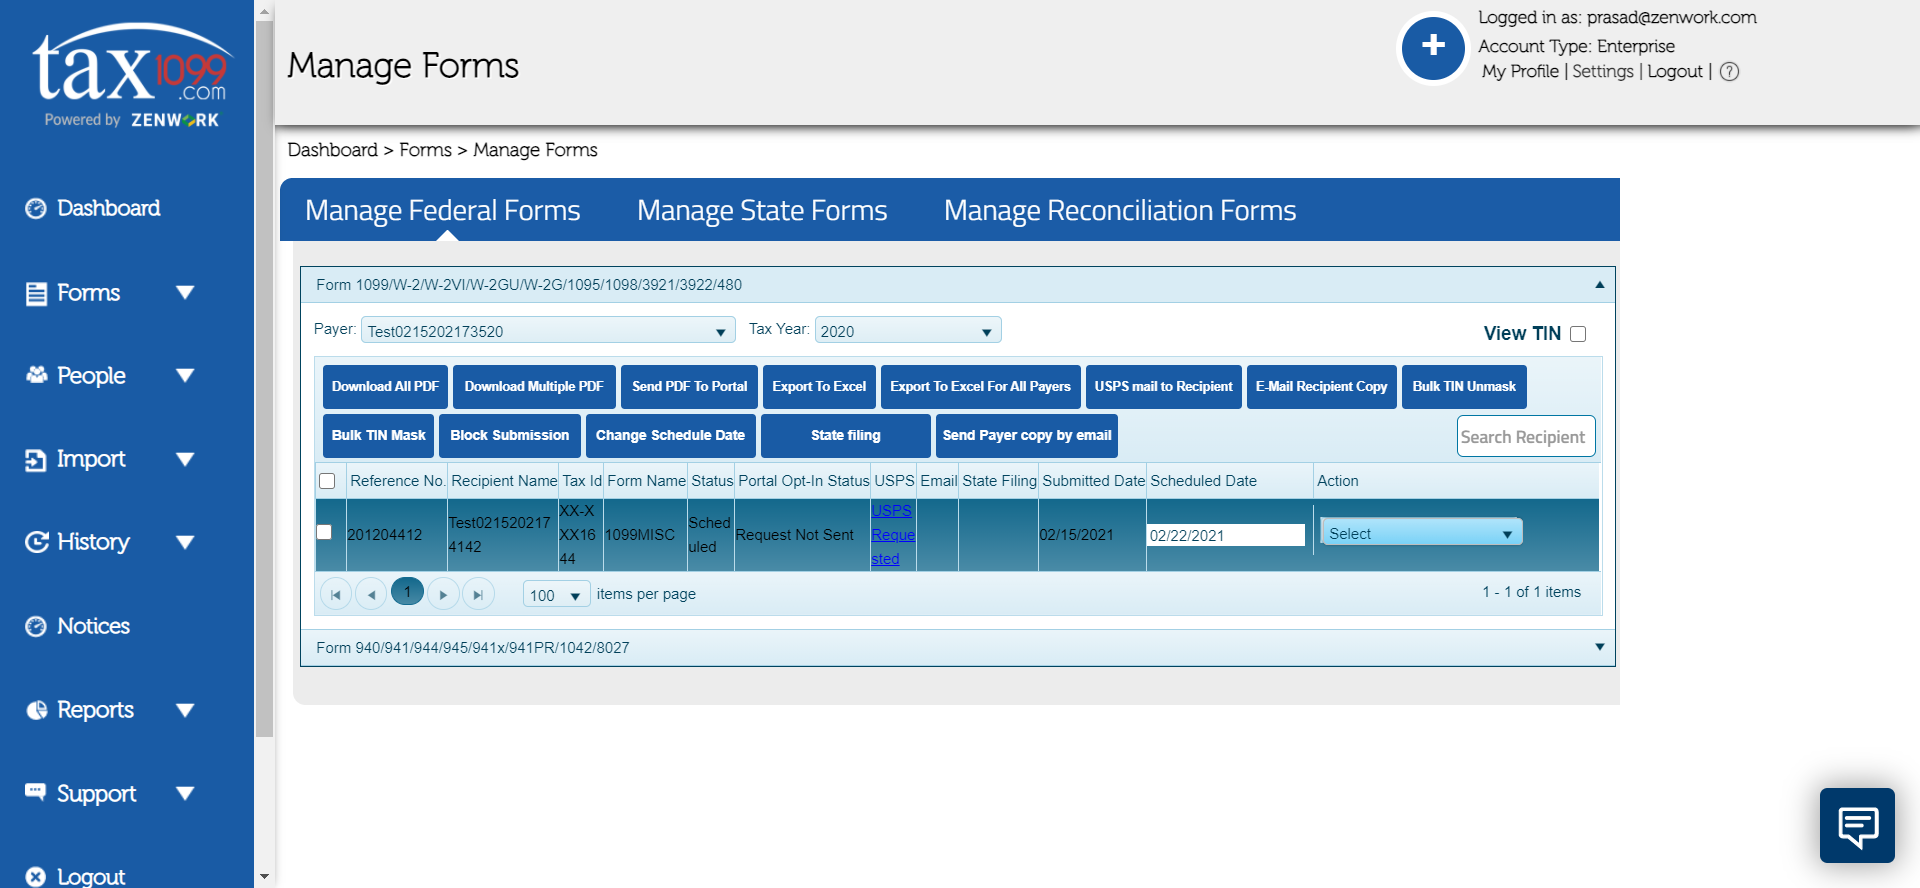 tax1099
.com
Powered by ZENWORK
Dashboard
Forms
People
Import
History
Notices
Reports
Support
Logout
Manage Forms
Logged in as: prasad@zenwork.com
Account Type: Enterprise
My Profile | Settings | Logout | ?
Dashboard > Forms > Manage Forms
Manage Federal Forms Manage State Forms Manage Reconciliation Forms
Form 1099/W-2/W-2VI/W-2GU/W-2G/1095/1098/3921/3922/480
Payer: Test0215202173520 Tax Year: 2020 View TIN
Download All PDF Download Multiple PDF Send PDF To Portal Export To Excel Export To Excel For All Payers USPS mail to Recipient E-Mail Recipient Copy Bulk TIN Unmask
Bulk TIN Mask Block Submission Change Schedule Date State filing Send Payer copy by email Search Recipient
Reference No. Recipient Name Tax Id Form Name Status Portal Opt-In Status USPS Email State Filing Submitted Date Scheduled Date Action
201204412
Test021520217
4142
XX-X
XX16
44
1099MISC
Sched
uled
Request Not Sent
USPS
Reque
sted
02/15/2021
02/22/2021
Select
1 100 items per page 1 - 1 of 1 items
Form 940/941/944/945/941x/941PR/1042/8027